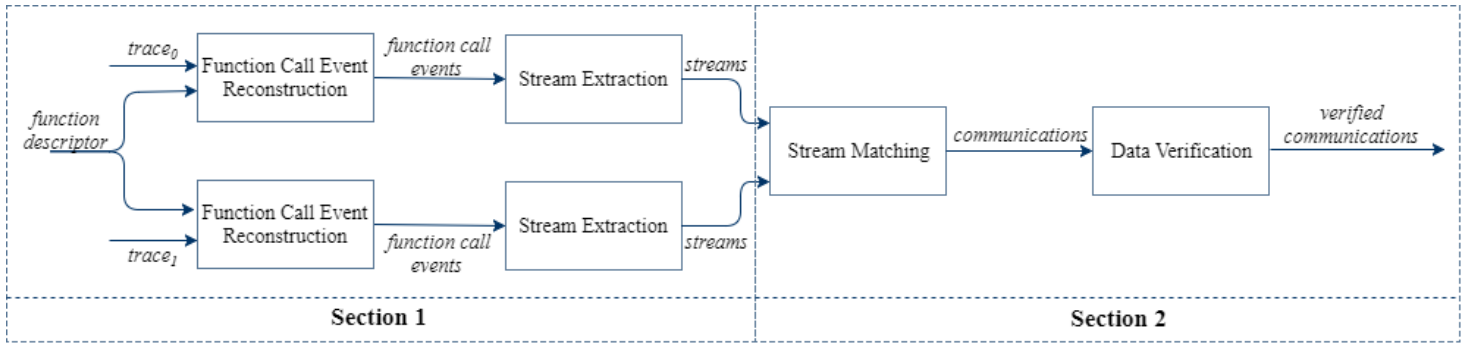 trace0
Function Call Event
Reconstruction
function call
events
Stream Extraction
streams
function
descriptor
Function Call Event
Reconstruction
trace1
function call
events
Stream Extraction
streams
Stream Matching
communications
Data Verification
verified
communications
Section 1
Section 2